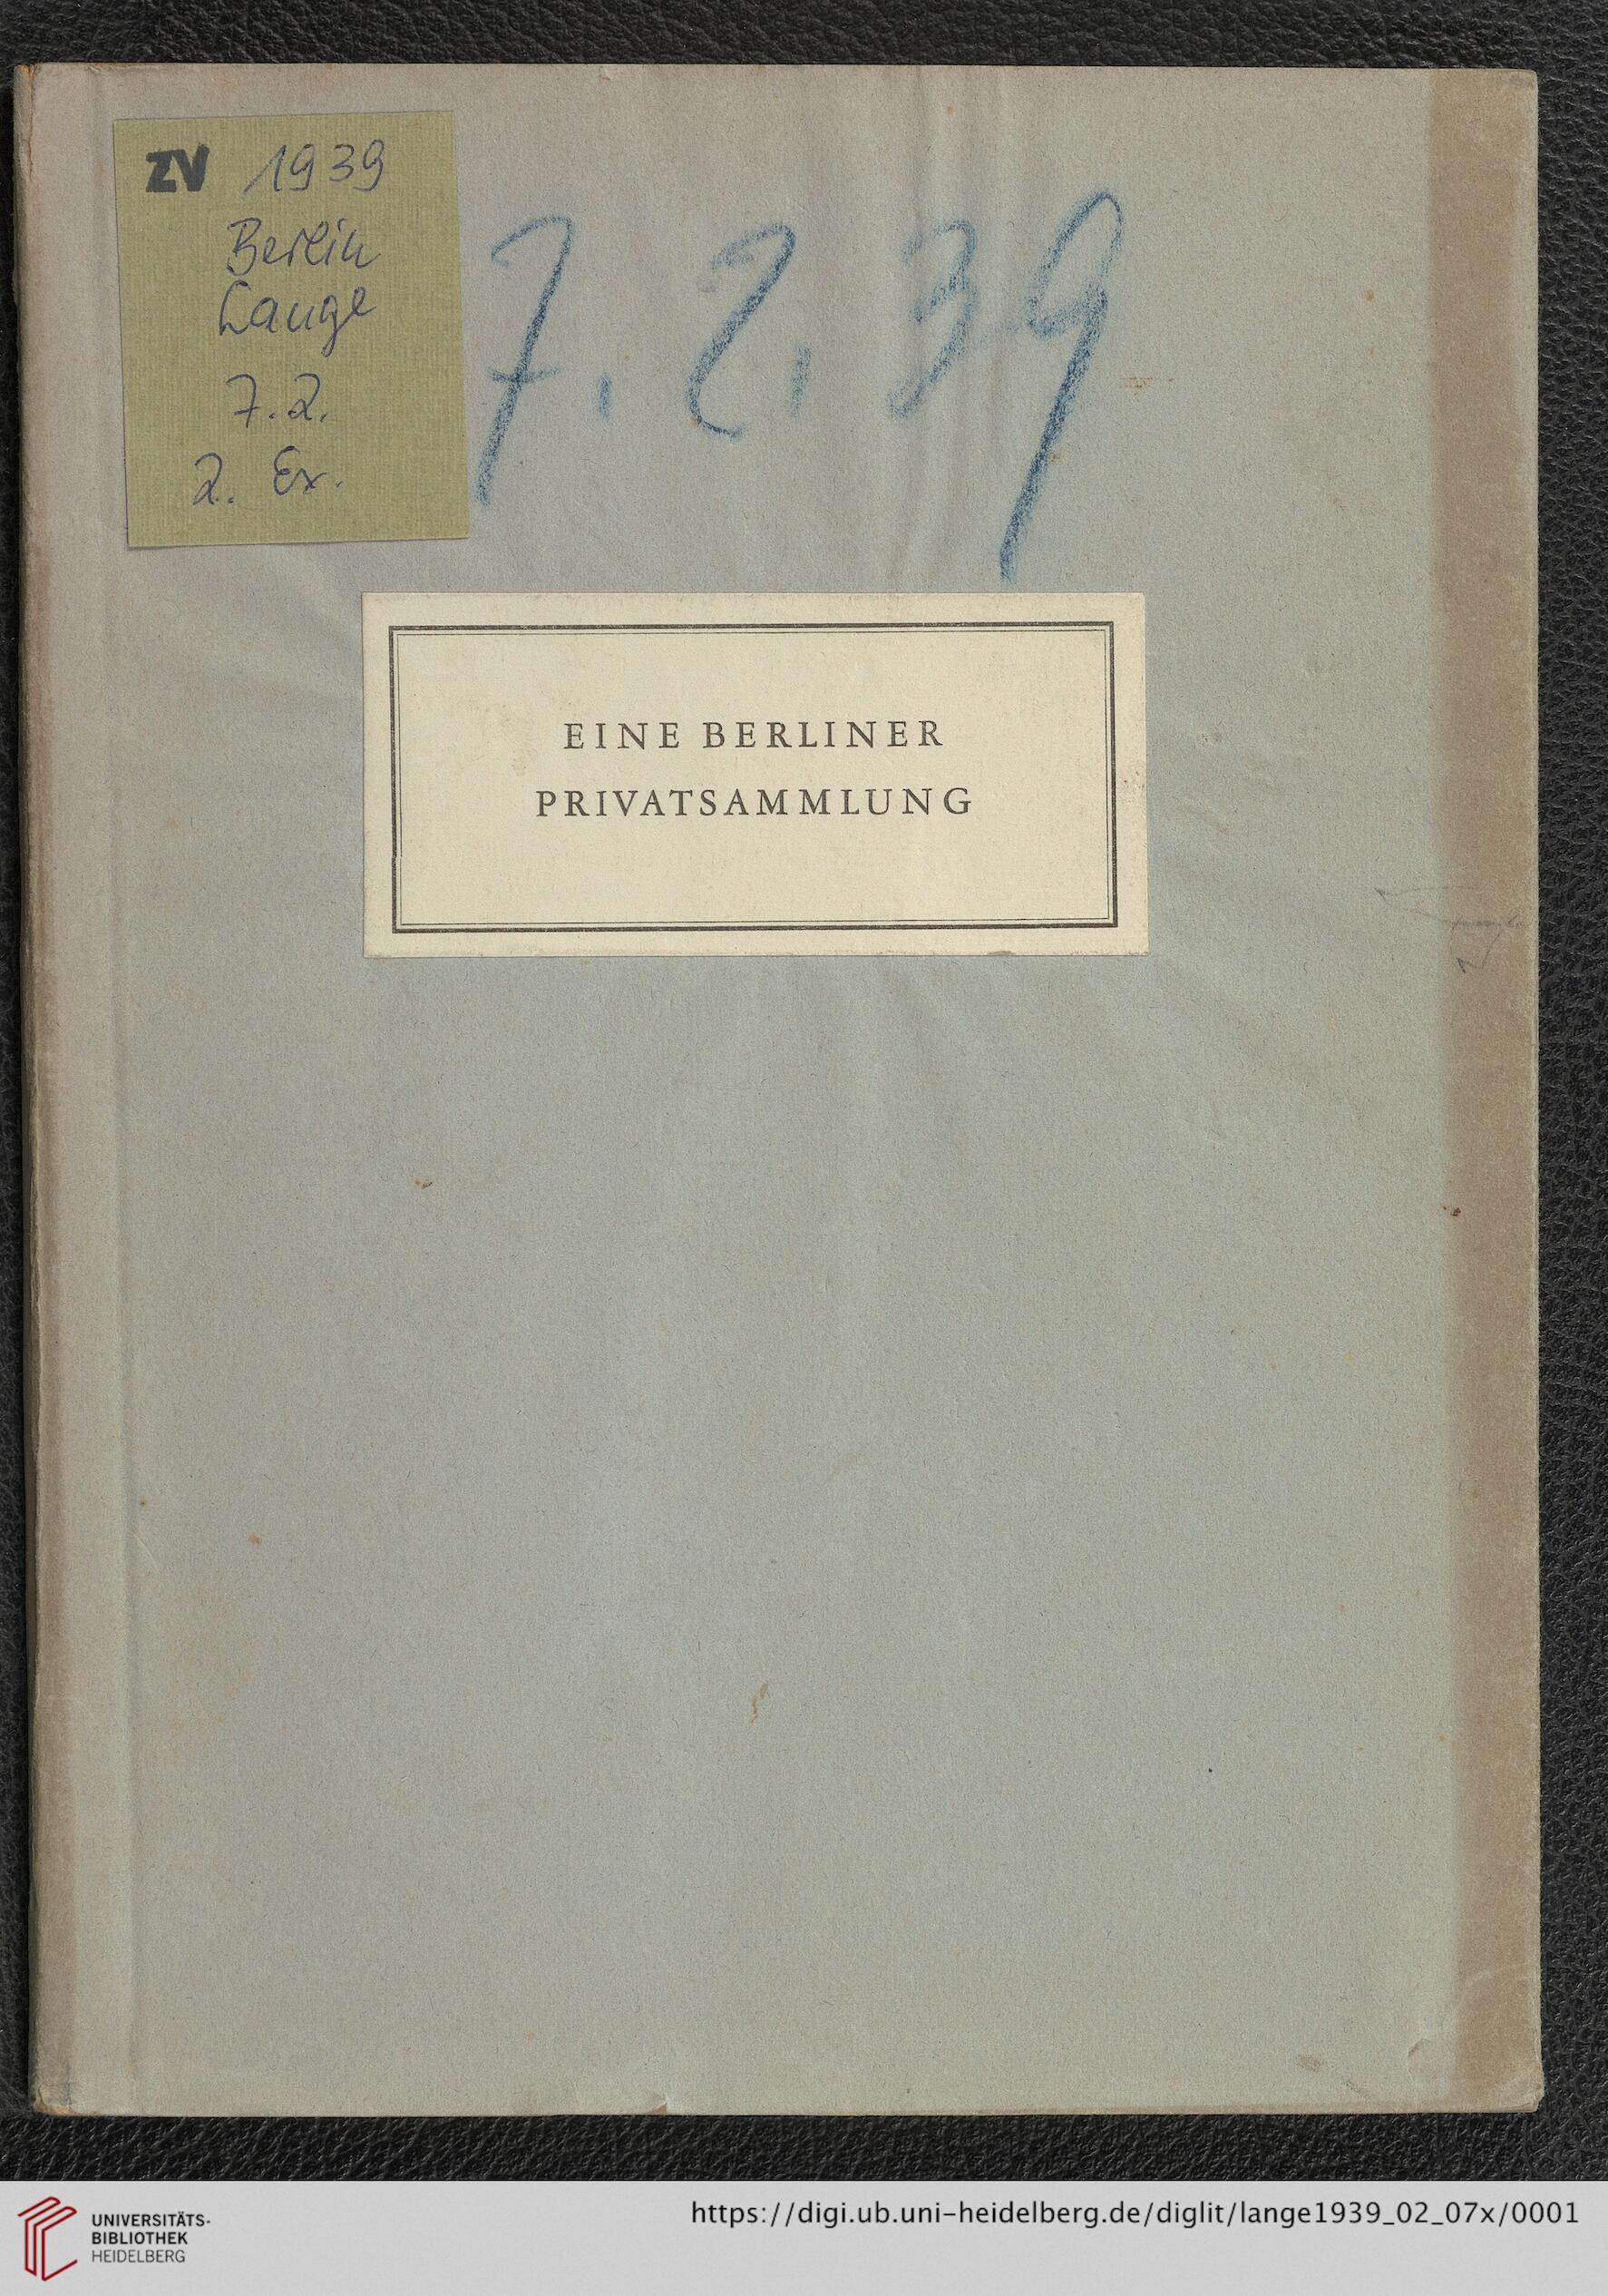 ZV 1939
Berlin
Lange
7.2.
2. Ex.
7. 2. 39
EINE BERLINER
PRIVATSAMMLUNG
UNIVERSITÄTS-
BIBLIOTHEK
HEIDELBERG
https://digi.ub.uni-heidelberg.de/diglit/lange1939_02_07x/0001